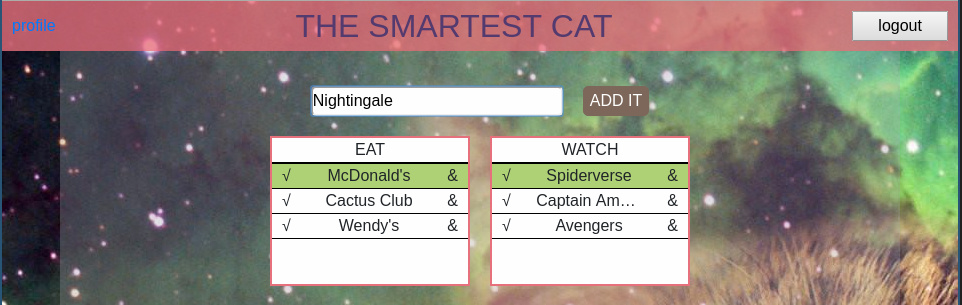 profile
THE SMARTEST CAT
logout
Nightingale
ADD IT
EAT
√ McDonald's &
√ Cactus Club &
√ Wendy's &
WATCH
√ Spiderverse &
√ Captain Am… &
√ Avengers &